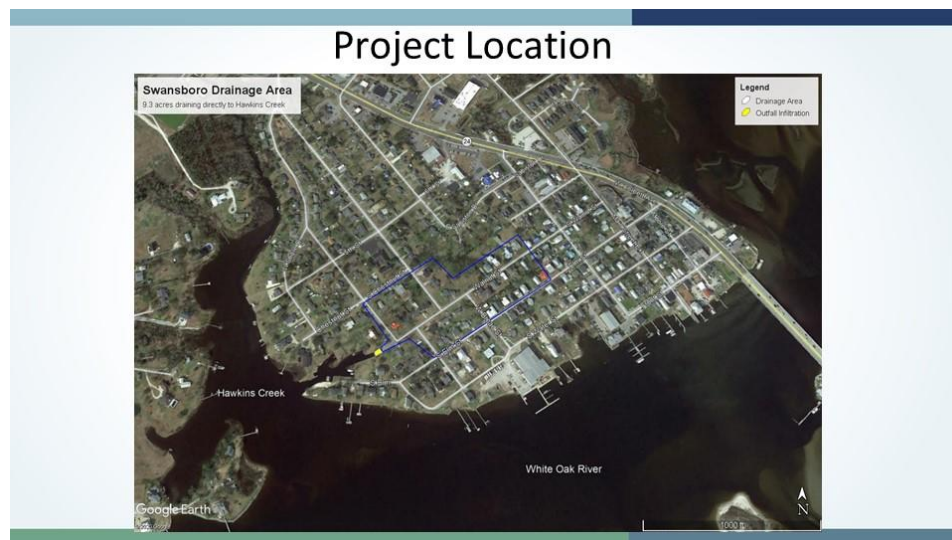 Project Location
Swansboro Drainage Area
9.3 acres draining directly to Hawkins Creek
Legend
Drainage Area
Outfall Infiltration
24
Hawkins Creek
White Oak River
Google Earth
N
1000 ft